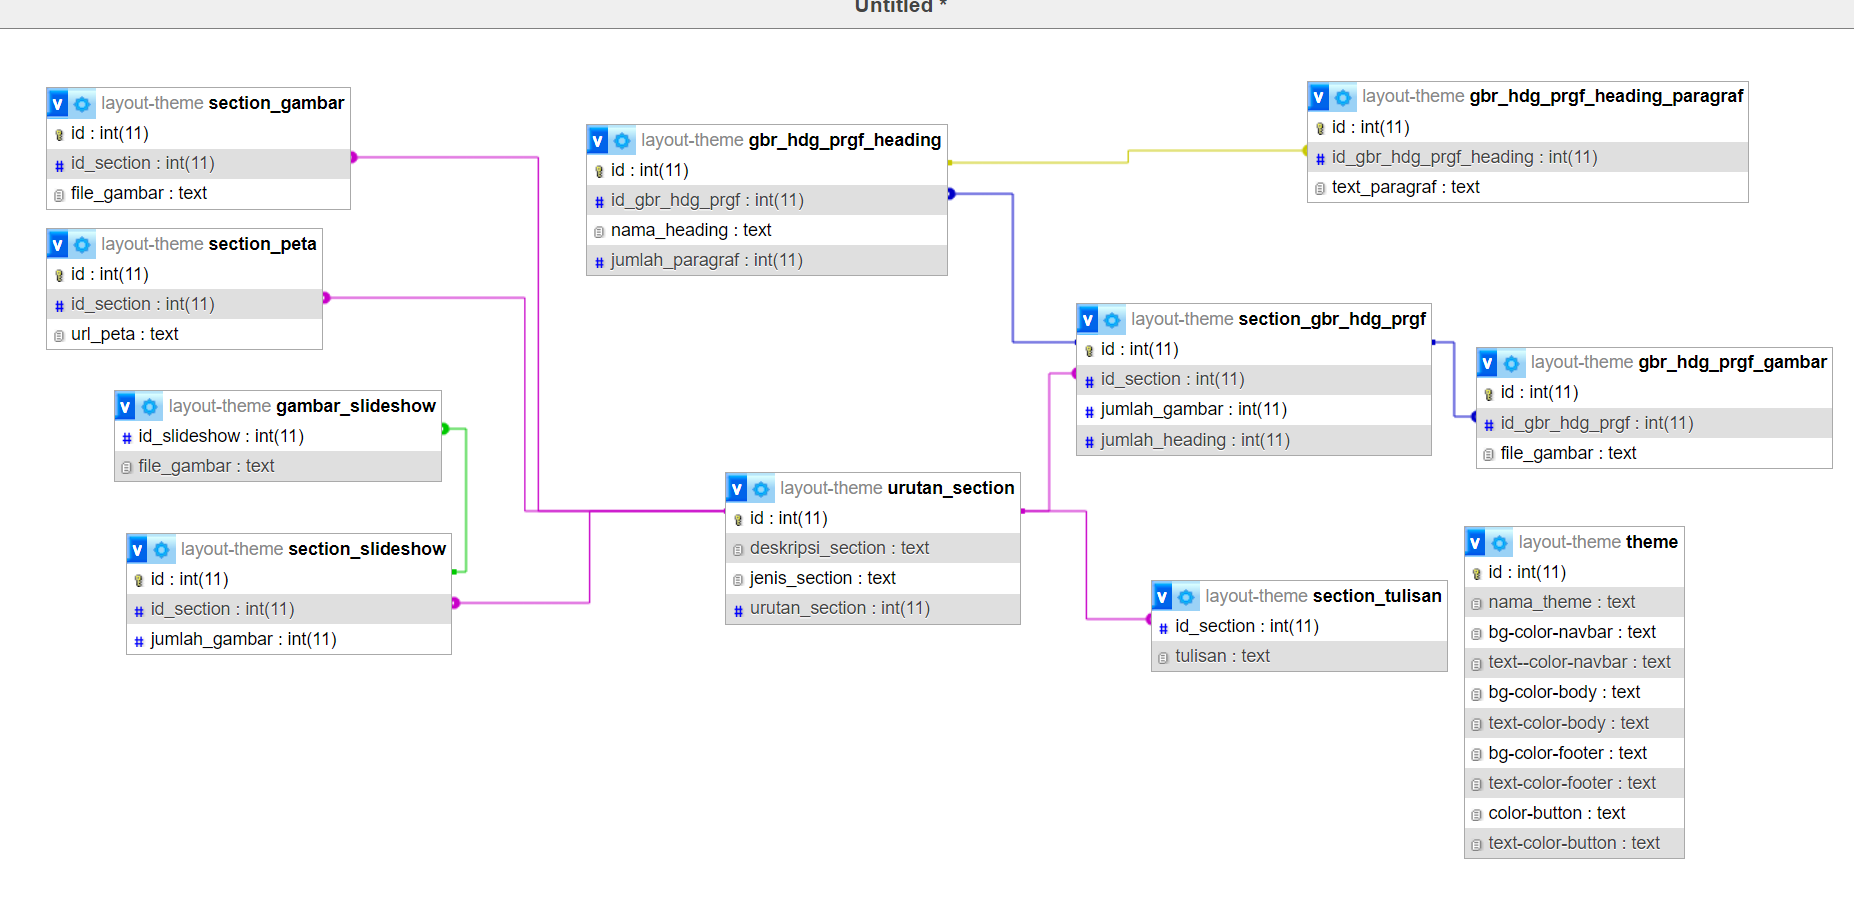 Untitled *
v layout-theme section_gambar
id : int(11)
# id_section : int(11)
file_gambar : text
v layout-theme section_peta
id : int(11)
# id_section : int(11)
url_peta : text
v layout-theme gambar_slideshow
# id_slideshow : int(11)
file_gambar : text
v layout-theme section_slideshow
id : int(11)
# id_section : int(11)
# jumlah_gambar : int(11)
v layout-theme gbr_hdg_prgf_heading
id : int(11)
# id_gbr_hdg_prgf : int(11)
nama_heading : text
# jumlah_paragraf : int(11)
v layout-theme urutan_section
id : int(11)
deskripsi_section : text
jenis_section : text
# urutan_section : int(11)
v layout-theme gbr_hdg_prgf_heading_paragraf
id : int(11)
# id_gbr_hdg_prgf_heading : int(11)
text_paragraf : text
v layout-theme section_gbr_hdg_prgf
id : int(11)
# id_section : int(11)
# jumlah_gambar : int(11)
# jumlah_heading : int(11)
v layout-theme gbr_hdg_prgf_gambar
id : int(11)
# id_gbr_hdg_prgf : int(11)
file_gambar : text
v layout-theme section_tulisan
# id_section : int(11)
tulisan : text
v layout-theme theme
id : int(11)
nama_theme : text
bg-color-navbar : text
text--color-navbar : text
bg-color-body : text
text-color-body : text
bg-color-footer : text
text-color-footer : text
color-button : text
text-color-button : text